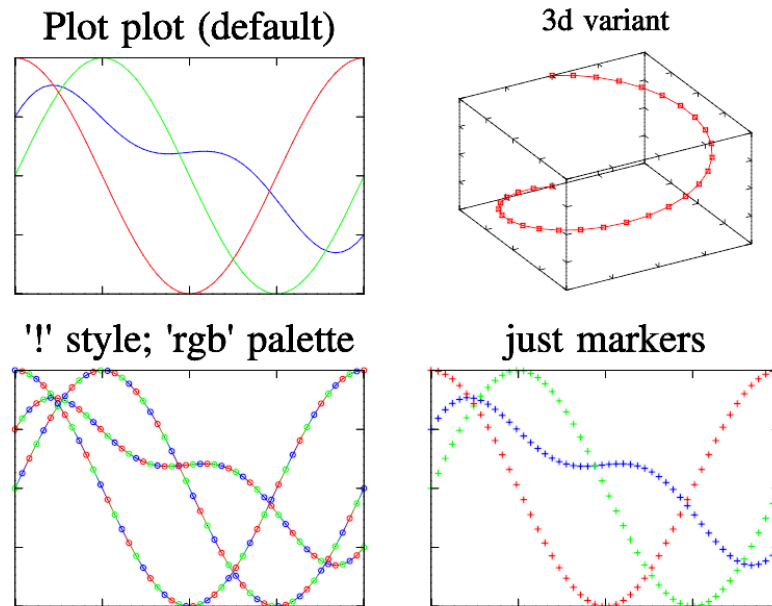 Plot plot (default)
3d variant
'!' style; 'rgb' palette
just markers